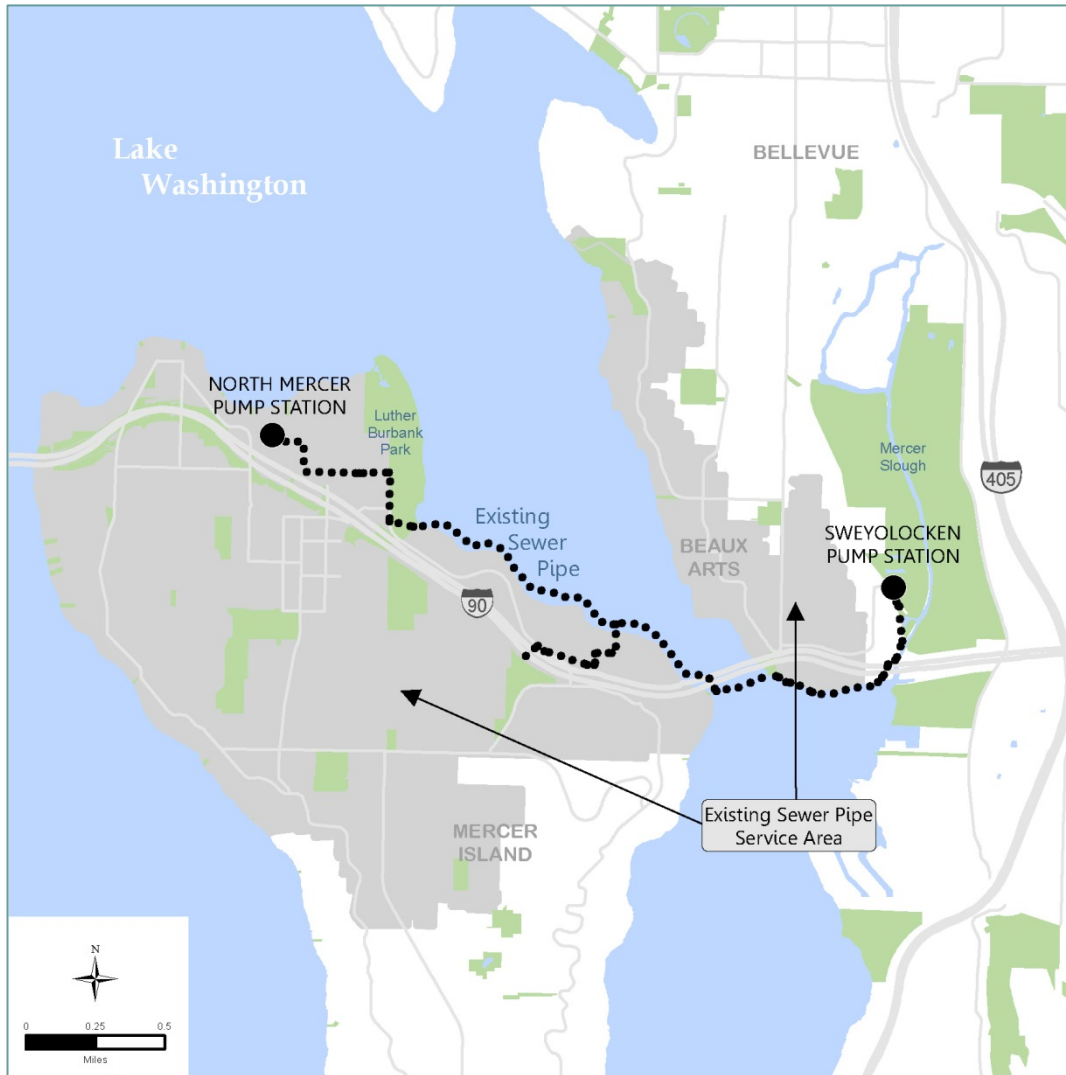 Lake
Washington
BELLEVUE
NORTH MERCER
PUMP STATION
Luther
Burbank
Park
Mercer
Slough
405
Existing
Sewer
Pipe
SWEYOLOCKEN
PUMP STATION
BEAUX
ARTS
90
Existing Sewer Pipe
Service Area
MERCER
ISLAND
N
0 0.25 0.5
Miles